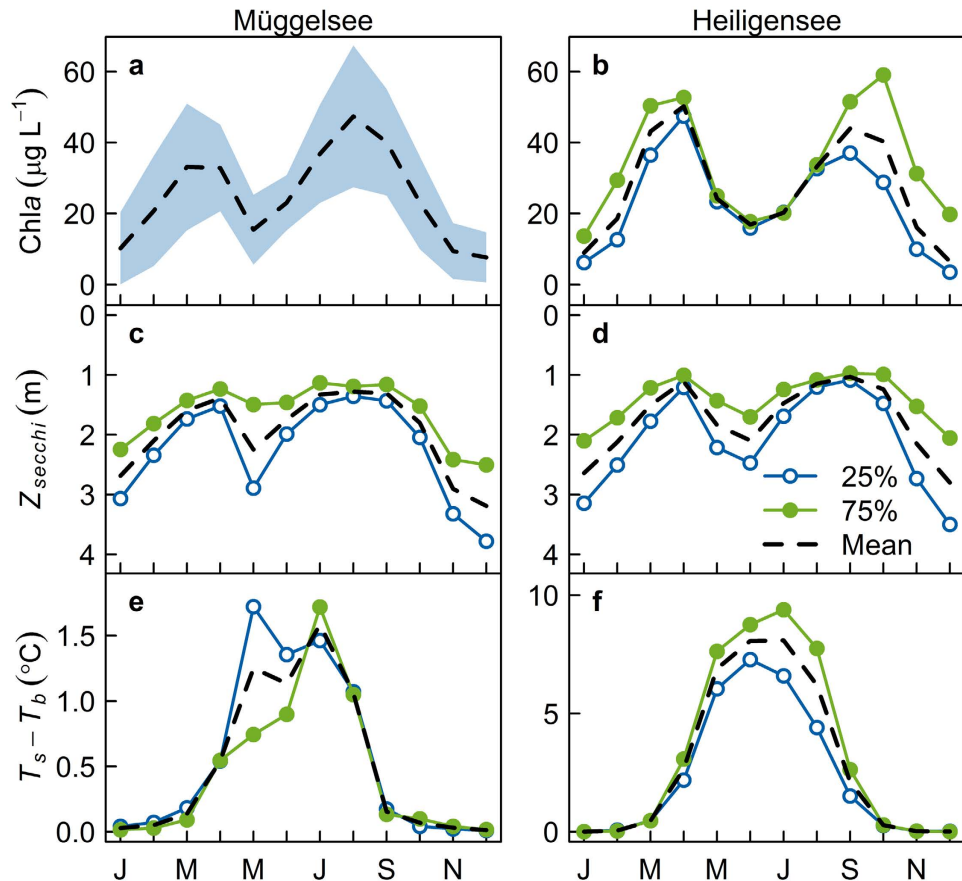 Müggelsee Heiligensee
a b
Chla (µg L⁻¹)
60 60
40 40
20 20
0 0
c d
Z_secchi (m)
0 0
1 1
2 2
3 3
4 4
25%
75%
Mean
e f
T_s − T_b (°C)
1.5 10
1.0 5
0.5 0
0.0
J M M J S N J M M J S N